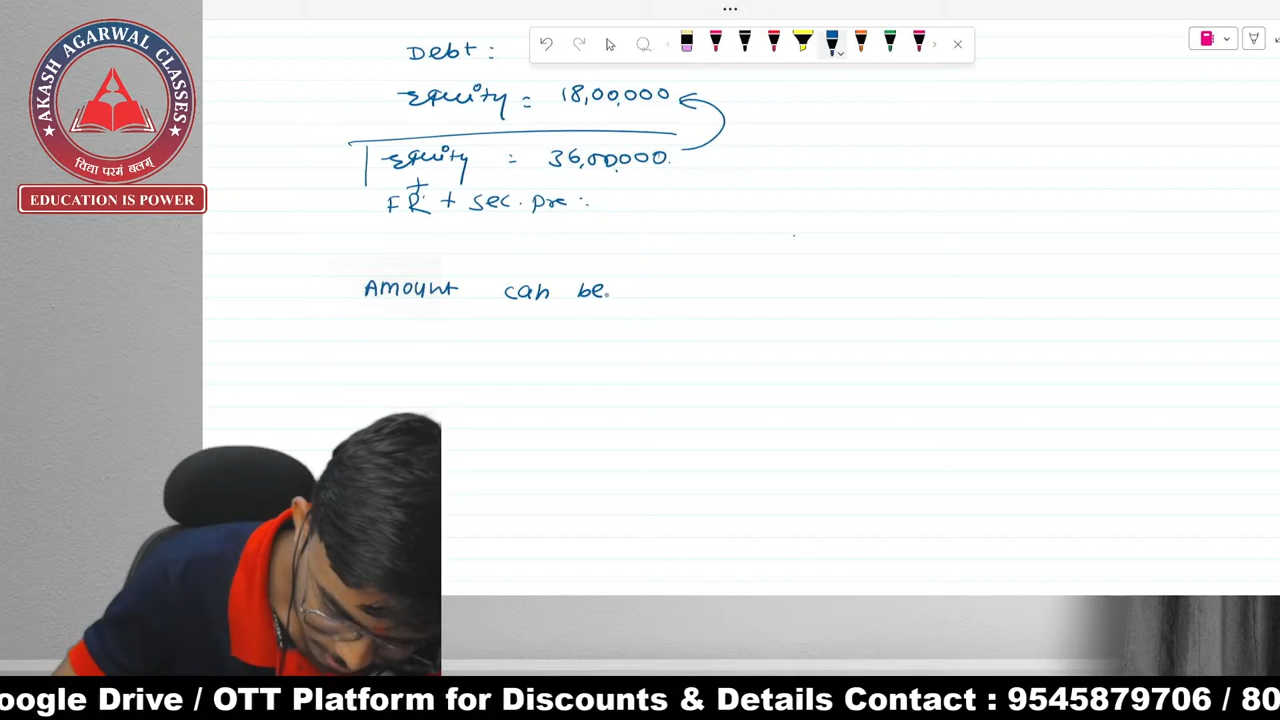 AKASH AGARWAL CLASSES
विद्या परमं बलम्
EDUCATION IS POWER
Debt :
Equity = 18,00,000
Equity = 36,00,000.
+
FR + Sec. pre :
Amount can be
oogle Drive / OTT Platform for Discounts & Details Contact : 9545879706 / 80